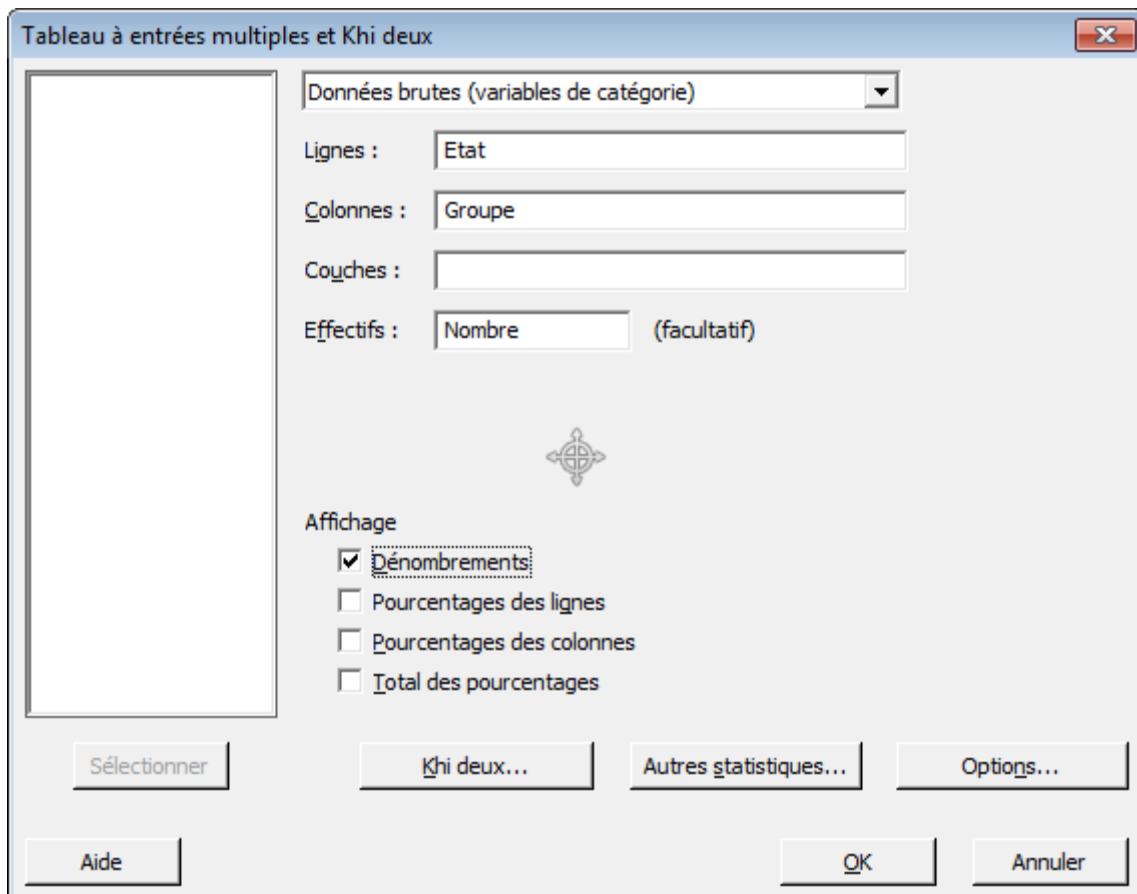 Tableau à entrées multiples et Khi deux
Données brutes (variables de catégorie)
Lignes : Etat
Colonnes : Groupe
Couches :
Effectifs : Nombre (facultatif)
Affichage
Dénombrements
Pourcentages des lignes
Pourcentages des colonnes
Total des pourcentages
Sélectionner Khi deux... Autres statistiques... Options...
Aide OK Annuler